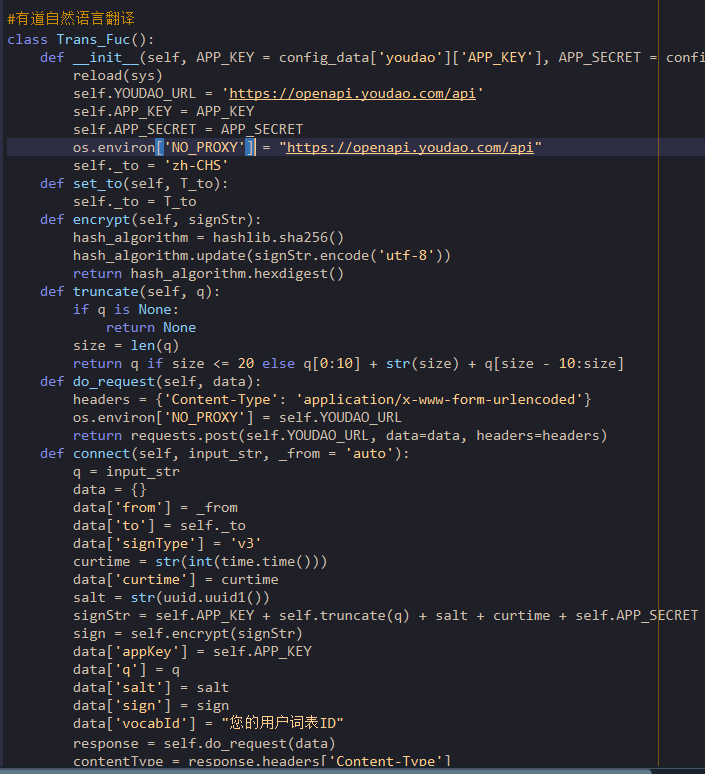 #有道自然语言翻译
class Trans_Fuc():
    def __init__(self, APP_KEY = config_data['youdao']['APP_KEY'], APP_SECRET = confi
        reload(sys)
        self.YOUDAO_URL = 'https://openapi.youdao.com/api'
        self.APP_KEY = APP_KEY
        self.APP_SECRET = APP_SECRET
        os.environ['NO_PROXY'] = "https://openapi.youdao.com/api"
        self._to = 'zh-CHS'
    def set_to(self, T_to):
        self._to = T_to
    def encrypt(self, signStr):
        hash_algorithm = hashlib.sha256()
        hash_algorithm.update(signStr.encode('utf-8'))
        return hash_algorithm.hexdigest()
    def truncate(self, q):
        if q is None:
            return None
        size = len(q)
        return q if size <= 20 else q[0:10] + str(size) + q[size - 10:size]
    def do_request(self, data):
        headers = {'Content-Type': 'application/x-www-form-urlencoded'}
        os.environ['NO_PROXY'] = self.YOUDAO_URL
        return requests.post(self.YOUDAO_URL, data=data, headers=headers)
    def connect(self, input_str, _from = 'auto'):
        q = input_str
        data = {}
        data['from'] = _from
        data['to'] = self._to
        data['signType'] = 'v3'
        curtime = str(int(time.time()))
        data['curtime'] = curtime
        salt = str(uuid.uuid1())
        signStr = self.APP_KEY + self.truncate(q) + salt + curtime + self.APP_SECRET
        sign = self.encrypt(signStr)
        data['appKey'] = self.APP_KEY
        data['q'] = q
        data['salt'] = salt
        data['sign'] = sign
        data['vocabId'] = "您的用户词表ID"
        response = self.do_request(data)
        contentType = response.headers['Content-Type']